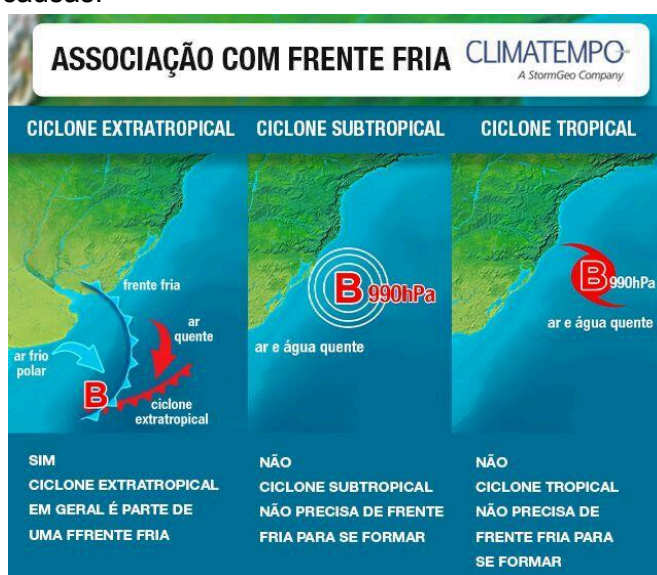 ASSOCIAÇÃO COM FRENTE FRIA
CLIMATEMPO
A StormGeo Company
CICLONE EXTRATROPICAL
CICLONE SUBTROPICAL
CICLONE TROPICAL
frente fria
ar
quente
ar frio
polar
B
ciclone
extratropical
B 990hPa
ar e água quente
B 990hPa
ar e água quente
SIM
CICLONE EXTRATROPICAL
EM GERAL É PARTE DE
UMA FFRENTE FRIA
NÃO
CICLONE SUBTROPICAL
NÃO PRECISA DE FRENTE
FRIA PARA SE FORMAR
NÃO
CICLONE TROPICAL
NÃO PRECISA DE
FRENTE FRIA PARA
SE FORMAR